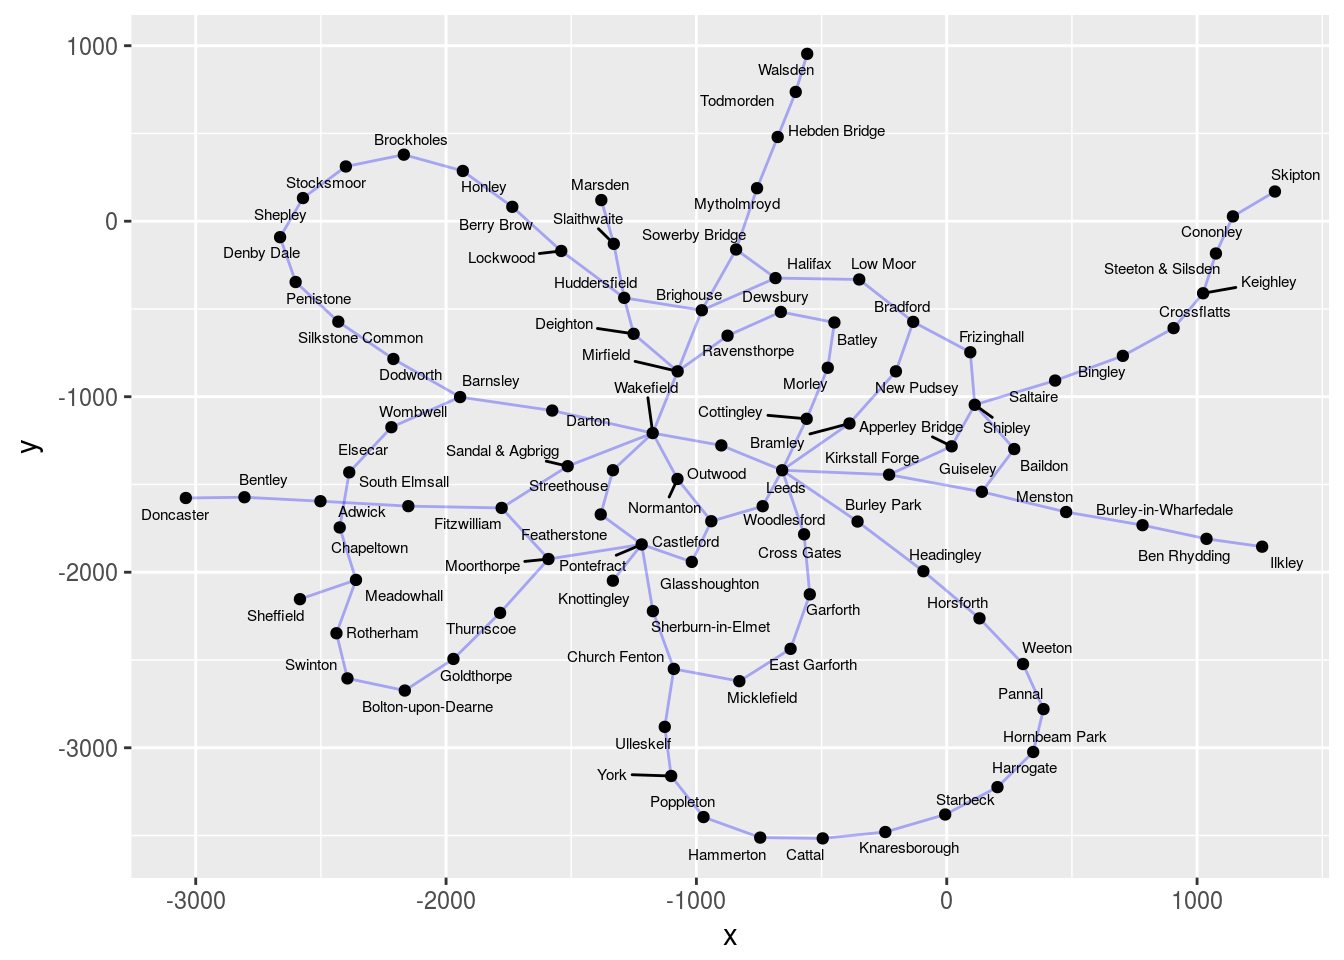 1000
0
-1000
-2000
-3000
y
Walsden
Todmorden
Hebden Bridge
Brockholes
Stocksmoor
Honley
Marsden
Skipton
Shepley
Berry Brow
Slaithwaite
Mytholmroyd
Cononley
Denby Dale
Lockwood
Sowerby Bridge
Halifax
Low Moor
Steeton & Silsden
Keighley
Penistone
Huddersfield
Brighouse
Dewsbury
Bradford
Crossflatts
Silkstone Common
Deighton
Batley
Frizinghall
Mirfield
Ravensthorpe
Dodworth
Barnsley
Wakefield
Morley
New Pudsey
Bingley
Saltaire
Wombwell
Darton
Cottingley
Apperley Bridge
Shipley
Elsecar
Sandal & Agbrigg
Bramley
Kirkstall Forge
Guiseley
Baildon
Bentley
South Elmsall
Streethouse
Outwood
Leeds
Menston
Doncaster
Adwick
Fitzwilliam
Normanton
Woodlesford
Burley Park
Burley-in-Wharfedale
Chapeltown
Featherstone
Castleford
Cross Gates
Headingley
Ben Rhydding
Ilkley
Moorthorpe
Pontefract
Glasshoughton
Meadowhall
Knottingley
Garforth
Horsforth
Sheffield
Rotherham
Thurnscoe
Sherburn-in-Elmet
Swinton
Goldthorpe
Church Fenton
East Garforth
Weeton
Bolton-upon-Dearne
Micklefield
Pannal
Ulleskelf
Hornbeam Park
York
Harrogate
Poppleton
Starbeck
Hammerton
Cattal
Knaresborough
-3000
-2000
-1000
0
1000
x